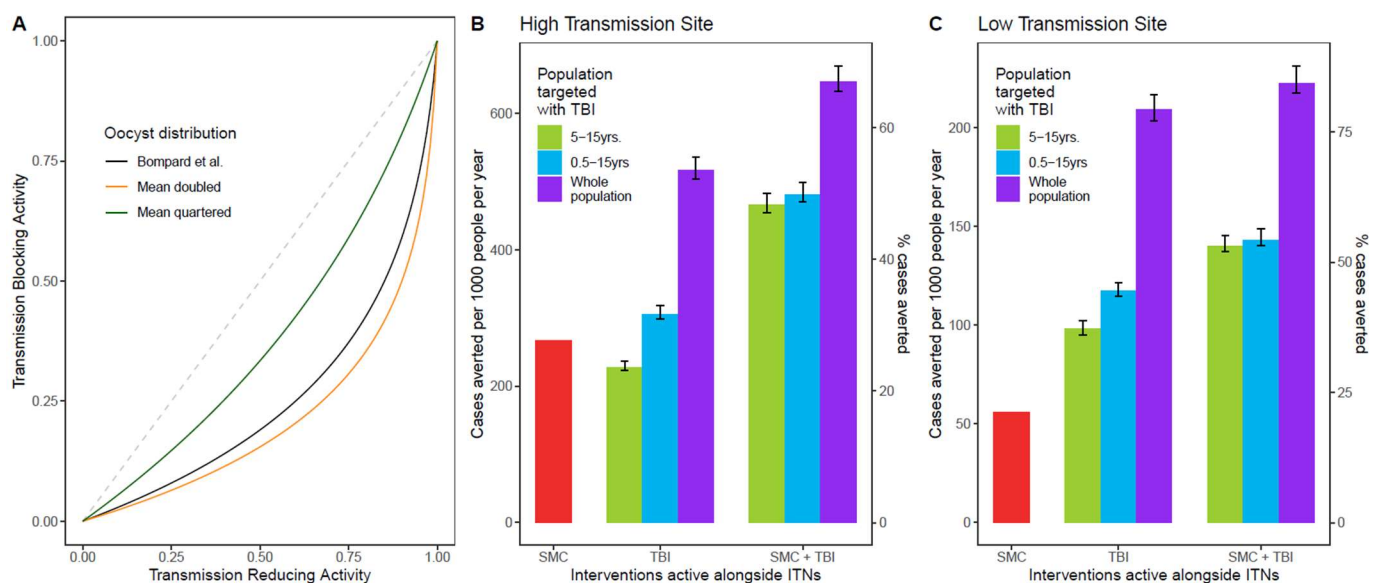 A
1.00
0.75
0.50
0.25
0.00
Transmission Blocking Activity
Oocyst distribution
Bompard et al.
Mean doubled
Mean quartered
0.00 0.25 0.50 0.75 1.00
Transmission Reducing Activity
B High Transmission Site
Cases averted per 1000 people per year
600
400
200
0
Population
targeted
with TBI
5−15yrs.
0.5−15yrs
Whole
population
60
40
20
0
% cases averted
SMC TBI SMC + TBI
Interventions active alongside ITNs
C Low Transmission Site
Cases averted per 1000 people per year
200
150
100
50
0
Population
targeted
with TBI
5−15yrs.
0.5−15yrs
Whole
population
75
50
25
0
% cases averted
SMC TBI SMC + TBI
Interventions active alongside ITNs